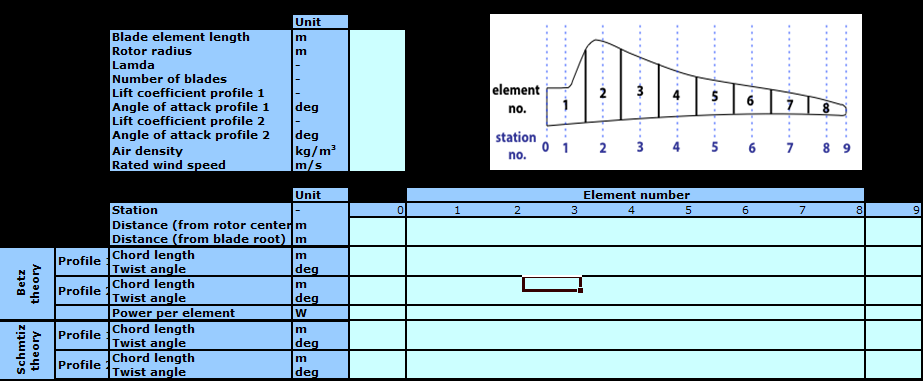 Unit
Blade element length m
Rotor radius m
Lamda -
Number of blades -
Lift coefficient profile 1 -
Angle of attack profile 1 deg
Lift coefficient profile 2 -
Angle of attack profile 2 deg
Air density kg/m³
Rated wind speed m/s
element no. 1 2 3 4 5 6 7 8
station no. 0 1 2 3 4 5 6 7 8 9
Unit Element number
Station - 0 1 2 3 4 5 6 7 8 9
Distance (from rotor center m
Distance (from blade root) m
Betz theory
Profile 1 Chord length m
Twist angle deg
Profile 2 Chord length m
Twist angle deg
Power per element W
Schmtiz theory
Profile Chord length m
Twist angle deg
Profile 2 Chord length m
Twist angle deg